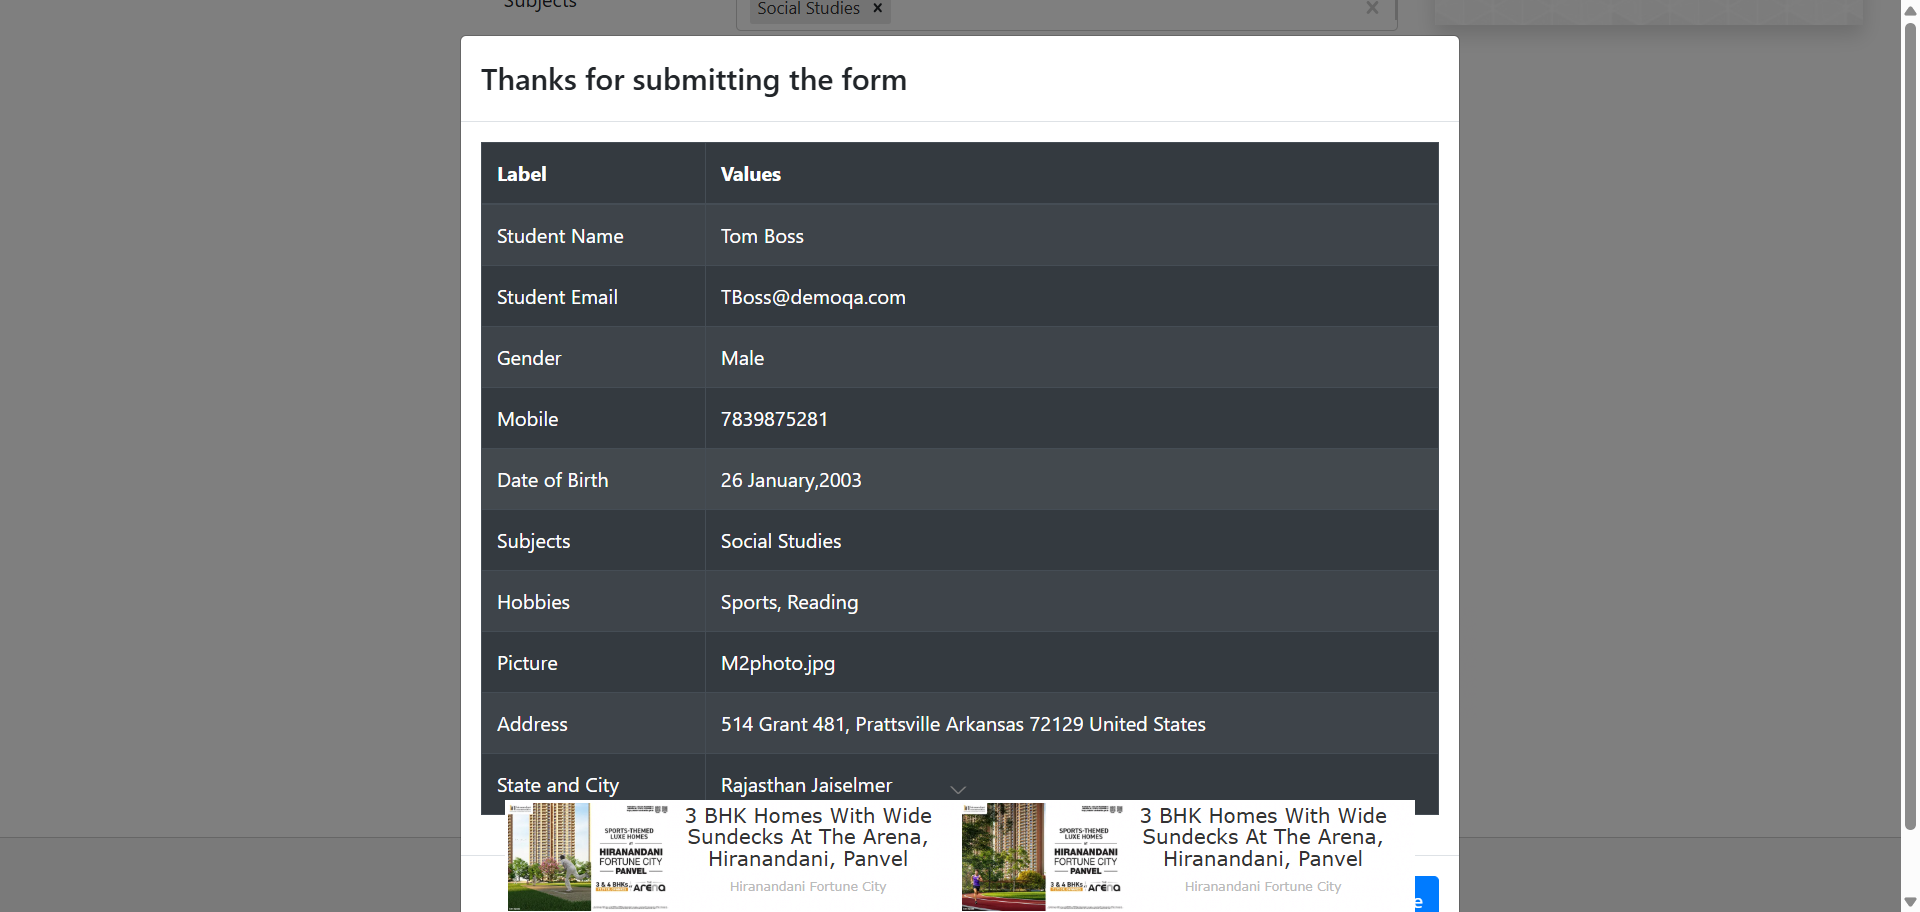 Subjects
Social Studies ×
Thanks for submitting the form
Label Values
Student Name Tom Boss
Student Email TBoss@demoqa.com
Gender Male
Mobile 7839875281
Date of Birth 26 January,2003
Subjects Social Studies
Hobbies Sports, Reading
Picture M2photo.jpg
Address 514 Grant 481, Prattsville Arkansas 72129 United States
State and City Rajasthan Jaiselmer
SPORTS-THEMED
LUXE HOMES
HIRANANDANI
FORTUNE CITY
PANVEL
3 & 4 BHKs
ARENA
3 BHK Homes With Wide
Sundecks At The Arena,
Hiranandani, Panvel
Hiranandani Fortune City
SPORTS-THEMED
LUXE HOMES
HIRANANDANI
FORTUNE CITY
PANVEL
3 & 4 BHKs
ARENA
3 BHK Homes With Wide
Sundecks At The Arena,
Hiranandani, Panvel
Hiranandani Fortune City
e